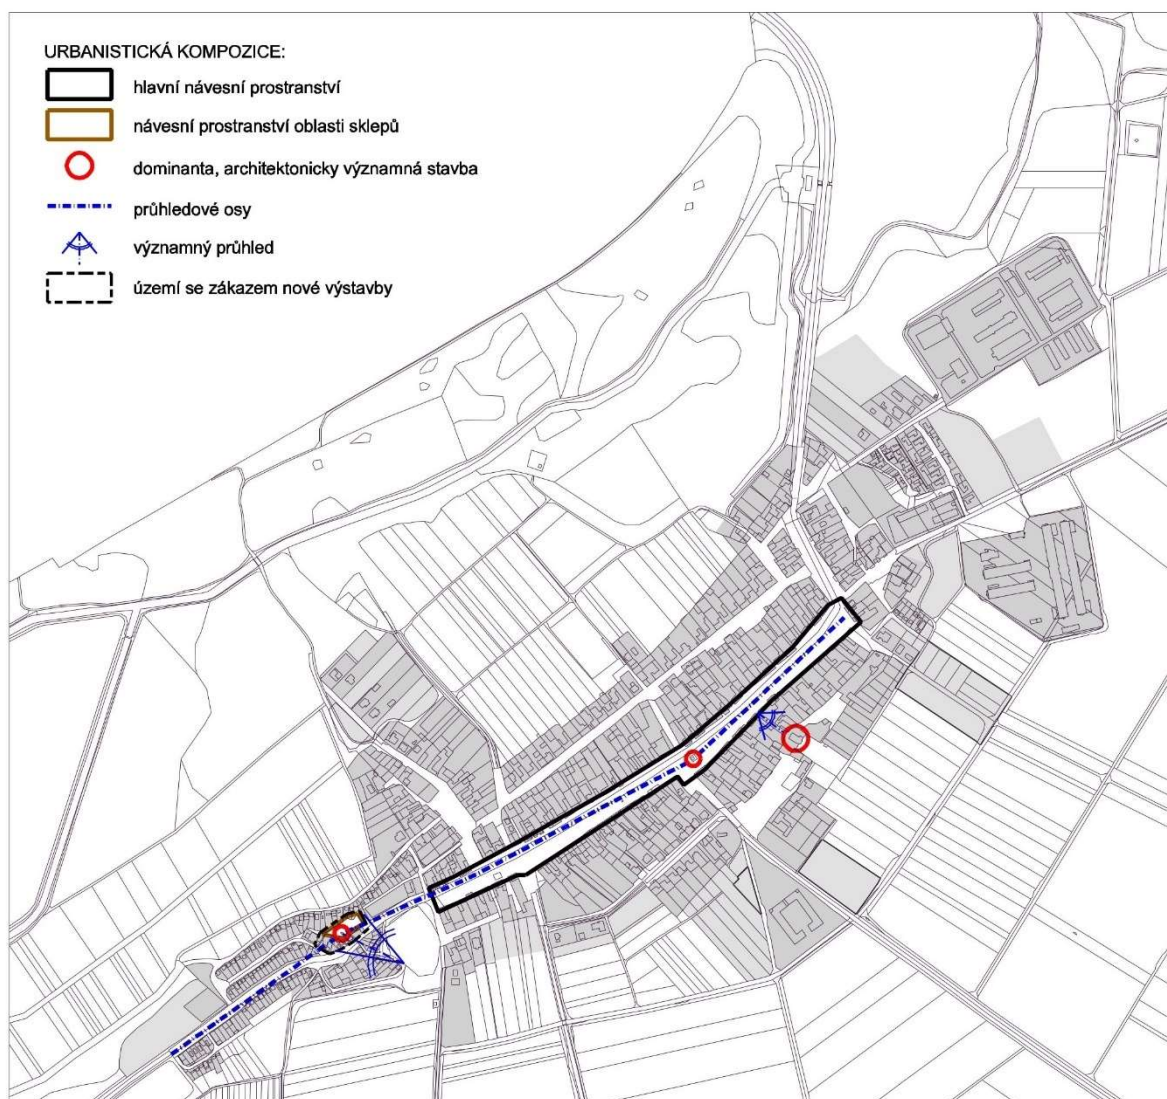 URBANISTICKÁ KOMPOZICE:
hlavní návesní prostranství
návesní prostranství oblasti sklepů
dominanta, architektonicky významná stavba
průhledové osy
významný průhled
území se zákazem nové výstavby